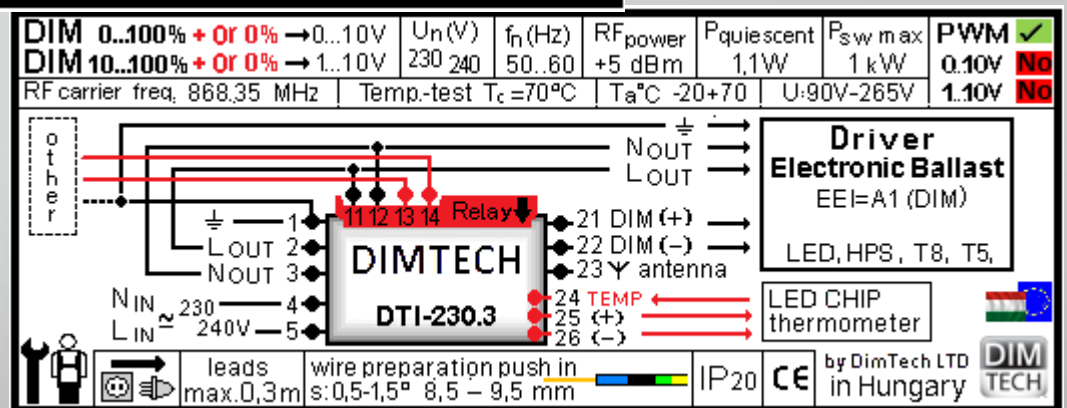 DIM 0...100% + Or 0% →0...10V
DIM 10...100% + Or 0% → 1...10V
Un(V)
230 240
fn(Hz)
50..60
RFpower
+5 dBm
Pquiescent
1,1W
Psw max
1 kW
PWM ✓
0.10V No
1..10V No
RF carrier freq, 868,35 MHz
Temp.-test Tc=70°C
Ta°C -20+70
U:90V-265V
other
NOUT
LOUT
11 12 13 14 Relay
1
LOUT 2
NOUT 3
NIN 230 4
LIN ≃ 240V 5
DIMTECH
DTI-230.3
21 DIM (+)
22 DIM (−)
23 antenna
24 TEMP
25 (+)
26 (−)
Driver
Electronic Ballast
EEI=A1 (DIM)
LED, HPS, T8, T5,
LED CHIP
thermometer
leads
max.0,3m
wire preparation push in
s:0,5-1,5° 8,5 – 9,5 mm
IP20
CE
by DimTech LTD
in Hungary
DIM
TECH